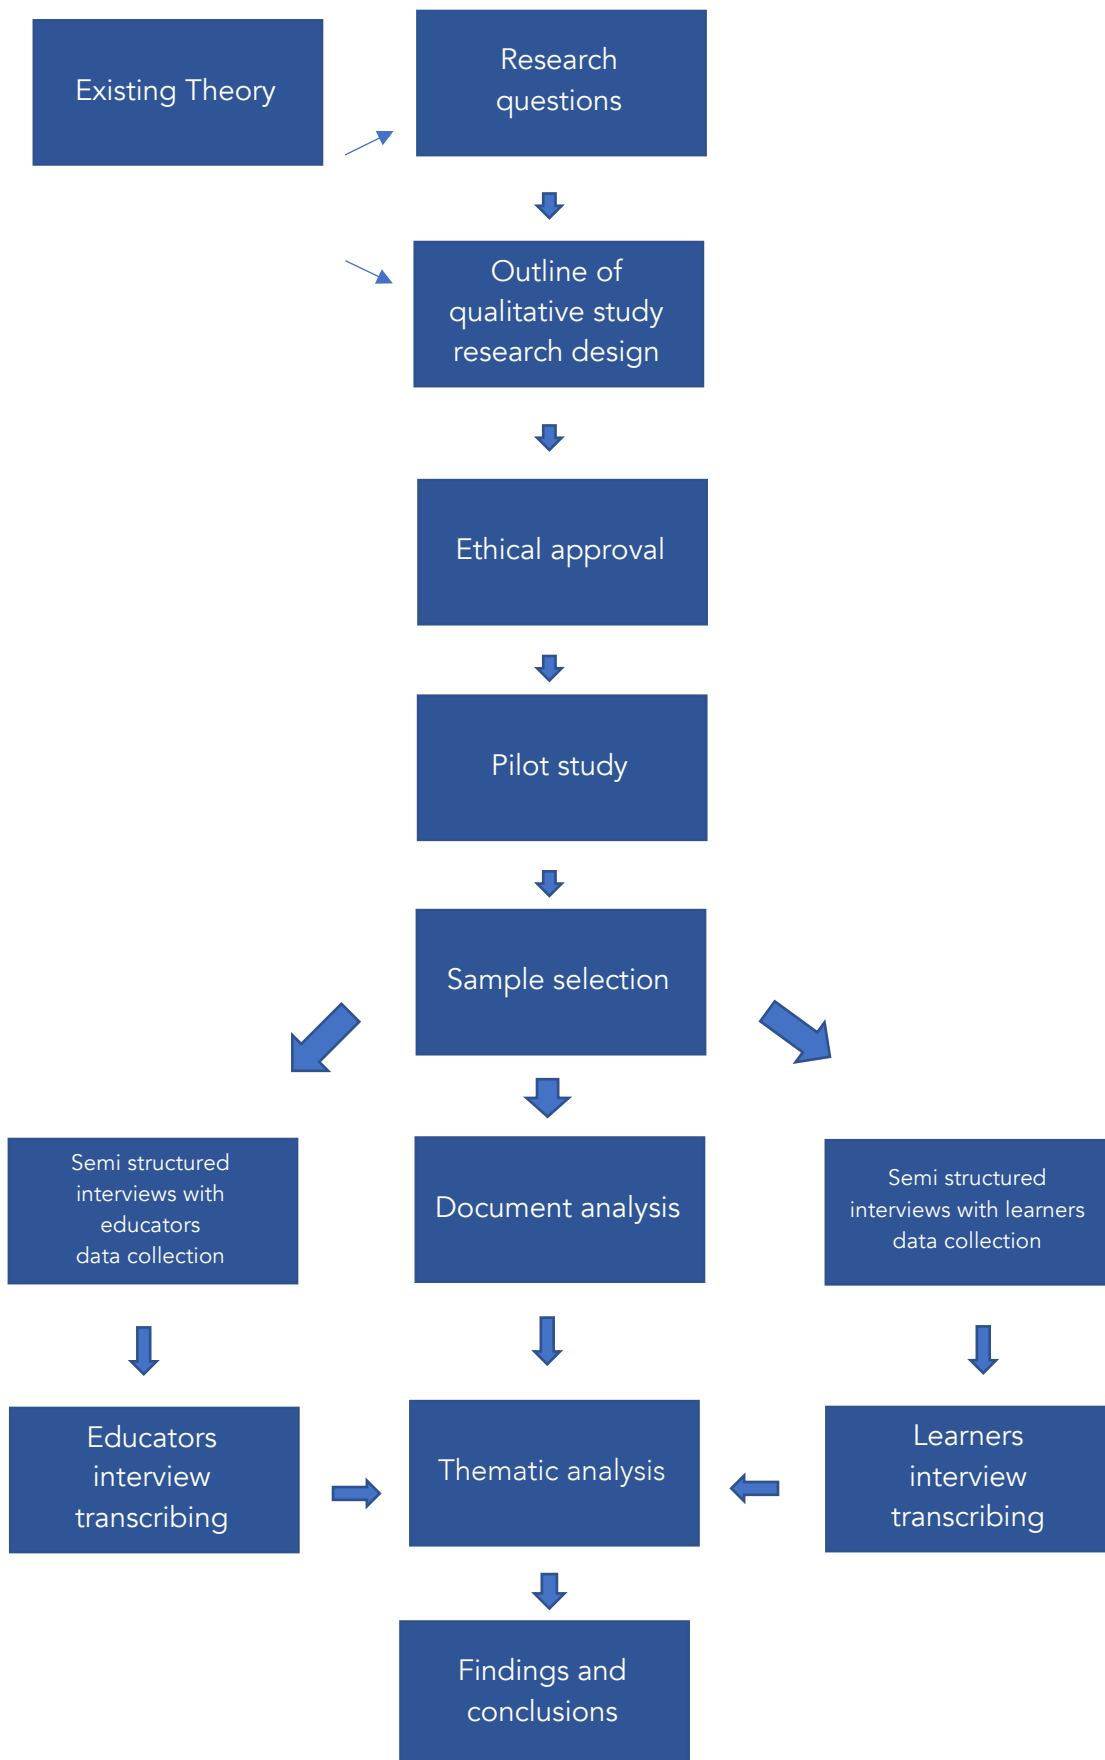 Existing Theory
Research
questions
Outline of
qualitative study
research design
Ethical approval
Pilot study
Sample selection
Semi structured
interviews with
educators
data collection
Document analysis
Semi structured
interviews with learners
data collection
Educators
interview
transcribing
Thematic analysis
Learners
interview
transcribing
Findings and
conclusions